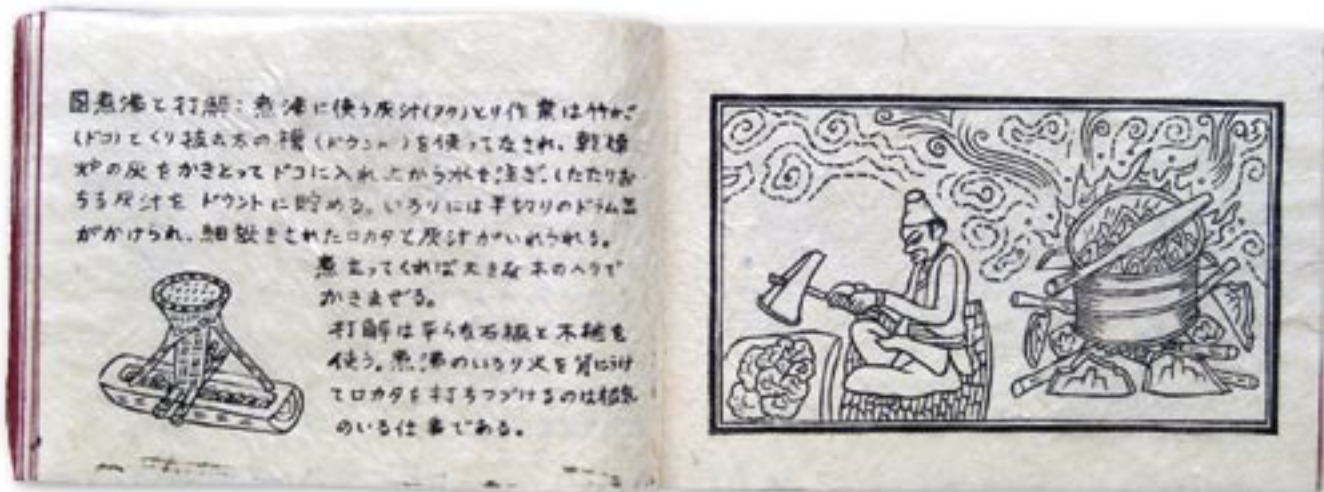 図煮沸と打解：煮沸に使う灰汁(アク)とり作業は竹かご
(ドコ)とくり抜た木の槽(ドウント)を使ってなされ、乾燥
炉の灰をかきとってドコに入れ上から水を注ぎ、したたりお
ちる灰汁をドウントに貯める。いろりには半切りのドラム缶
がかけられ、細裂きされたロカタと灰汁がいれられる。
煮立ってくれば大きな木のヘラで
かきまぜる。
打解は平らな石板と木槌を
使う。煮沸のいろり火を背にうけ
てロカタを打ちつづけるのは根気
のいる仕事である。